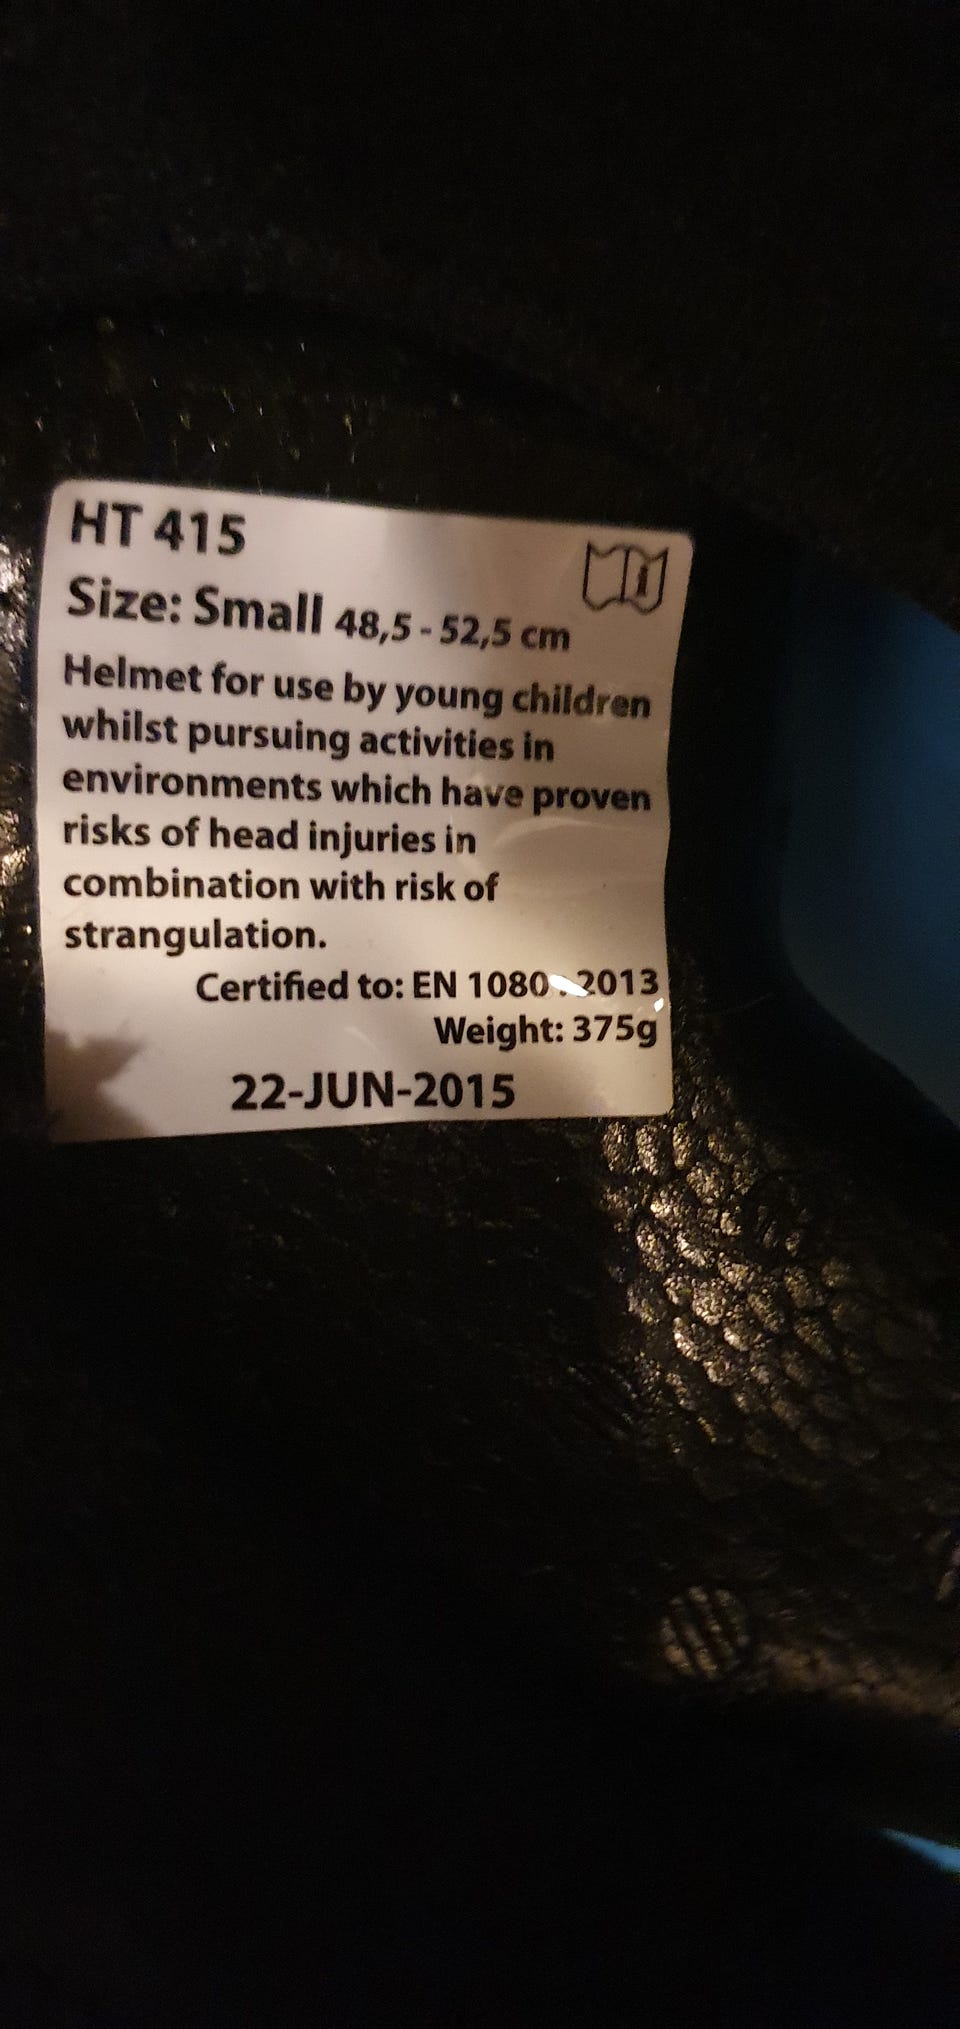 HT 415
Size: Small 48,5 - 52,5 cm
Helmet for use by young children
whilst pursuing activities in
environments which have proven
risks of head injuries in
combination with risk of
strangulation.
Certified to: EN 1080:2013
Weight: 375g
22-JUN-2015